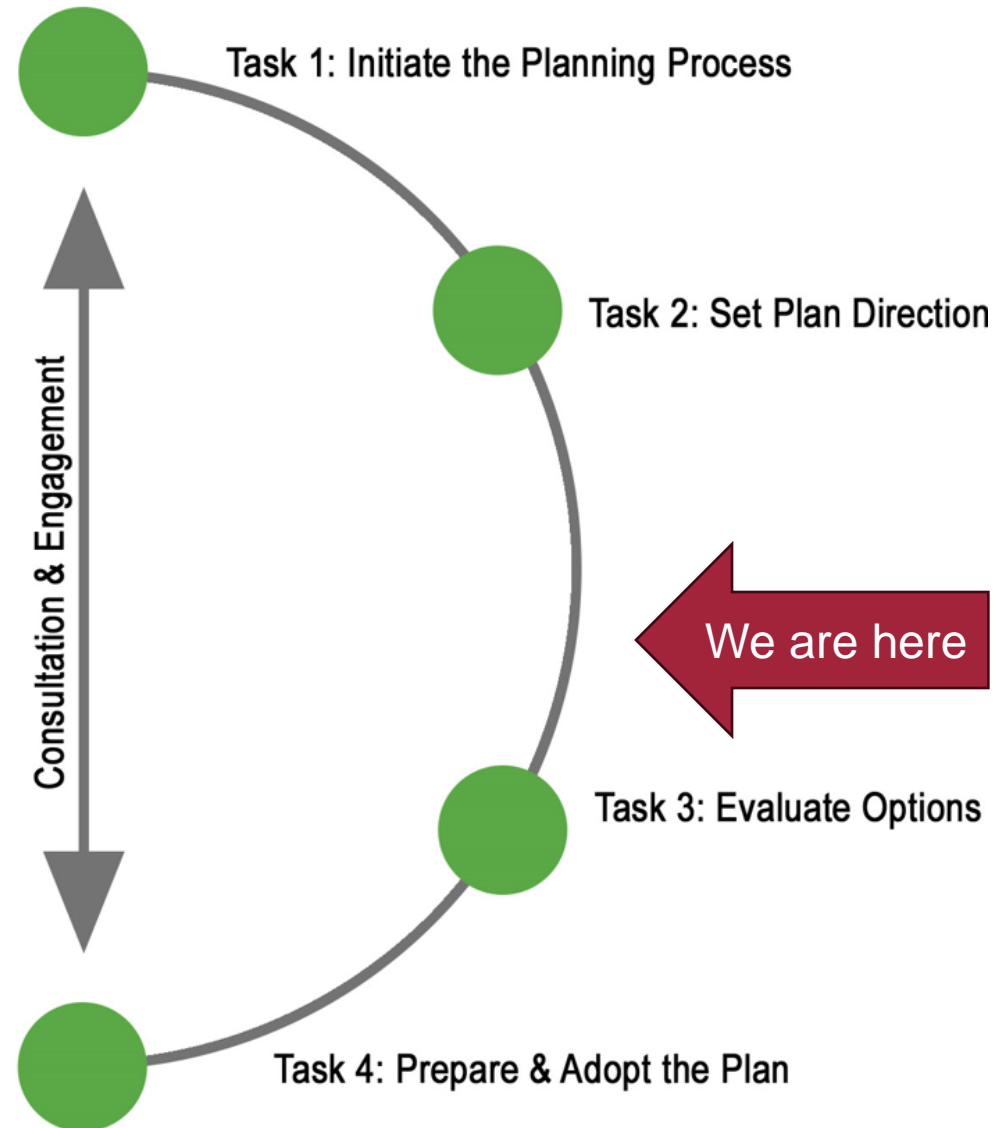 Task 1: Initiate the Planning Process
Task 2: Set Plan Direction
Consultation & Engagement
We are here
Task 3: Evaluate Options
Task 4: Prepare & Adopt the Plan